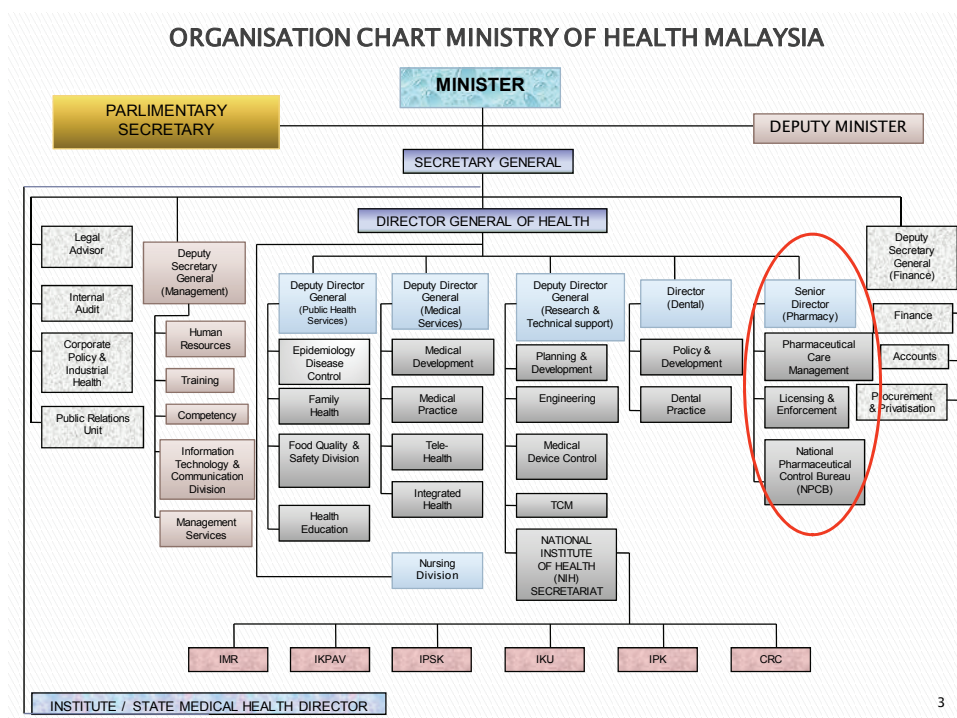 ORGANISATION CHART MINISTRY OF HEALTH MALAYSIA
MINISTER
PARLIMENTARY
SECRETARY
DEPUTY MINISTER
SECRETARY GENERAL
DIRECTOR GENERAL OF HEALTH
Legal
Advisor
Internal
Audit
Corporate
Policy &
Industrial
Health
Public Relations
Unit
Deputy
Secretary
General
(Management)
Human
Resources
Training
Competency
Information
Technology &
Communication
Division
Management
Services
Deputy Director
General
(Public Health
Services)
Epidemiology
Disease
Control
Family
Health
Food Quality &
Safety Division
Health
Education
Deputy Director
General
(Medical
Services)
Medical
Development
Medical
Practice
Tele-
Health
Integrated
Health
Nursing
Division
Deputy Director
General
(Research &
Technical support)
Planning &
Development
Engineering
Medical
Device Control
TCM
NATIONAL
INSTITUTE
OF HEALTH
(NIH)
SECRETARIAT
Director
(Dental)
Policy &
Development
Dental
Practice
Senior
Director
(Pharmacy)
Pharmaceutical
Care
Management
Licensing &
Enforcement
National
Pharmaceutical
Control Bureau
(NPCB)
Deputy
Secretary
General
(Finance)
Finance
Accounts
Procurement
& Privatisation
IMR
IKPAV
IPSK
IKU
IPK
CRC
INSTITUTE / STATE MEDICAL HEALTH DIRECTOR
3